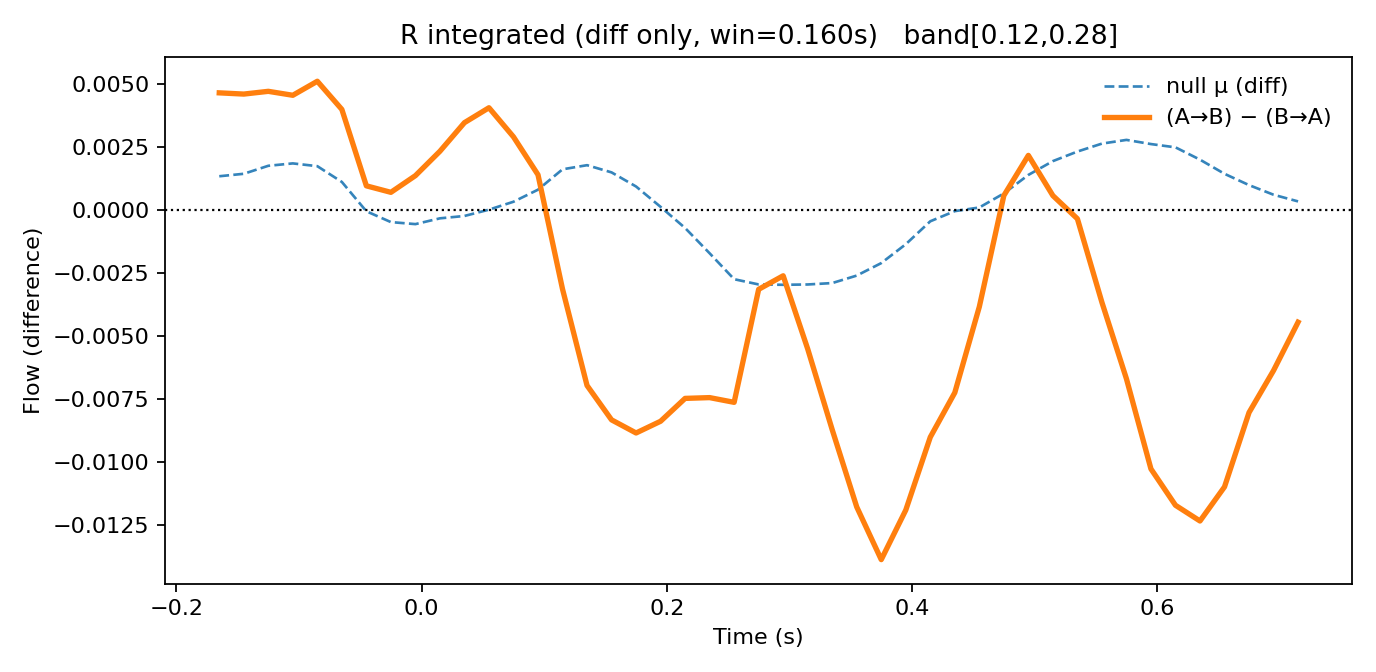 R integrated (diff only, win=0.160s)   band[0.12,0.28]
null μ (diff)
(A→B) − (B→A)
Flow (difference)
0.0050
0.0025
0.0000
−0.0025
−0.0050
−0.0075
−0.0100
−0.0125
−0.2 0.0 0.2 0.4 0.6
Time (s)